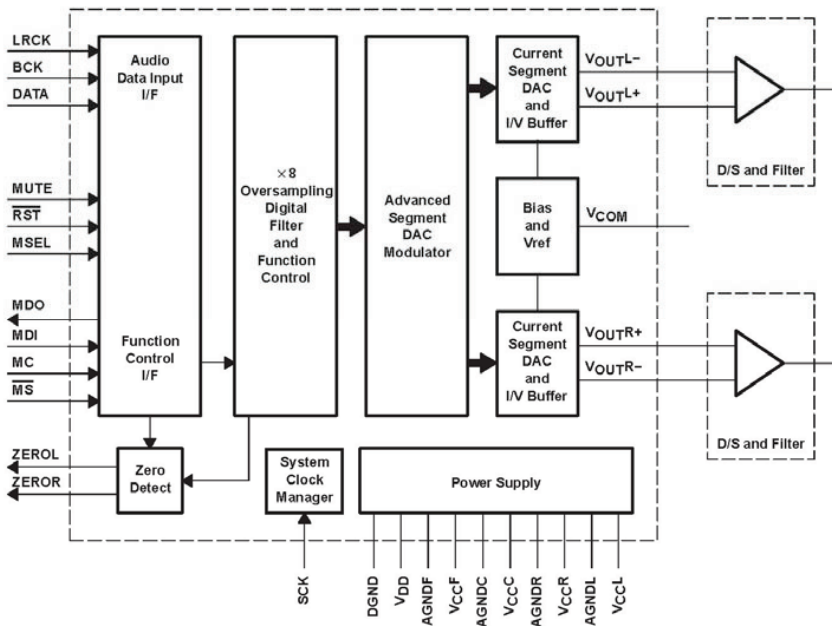 LRCK
BCK
DATA
MUTE
RST
MSEL
MDO
MDI
MC
MS
ZEROL
ZEROR
Audio
Data Input
I/F
Function
Control
I/F
×8
Oversampling
Digital
Filter
and
Function
Control
Advanced
Segment
DAC
Modulator
Current
Segment
DAC
and
I/V Buffer
Bias
and
Vref
Current
Segment
DAC
and
I/V Buffer
VOUTL–
VOUTL+
VCOM
VOUTR+
VOUTR–
D/S and Filter
D/S and Filter
Zero
Detect
System
Clock
Manager
Power Supply
SCK
DGND
VDD
AGNDF
VCCF
AGNDC
VCCC
AGNDR
VCCR
AGNDL
VCCL